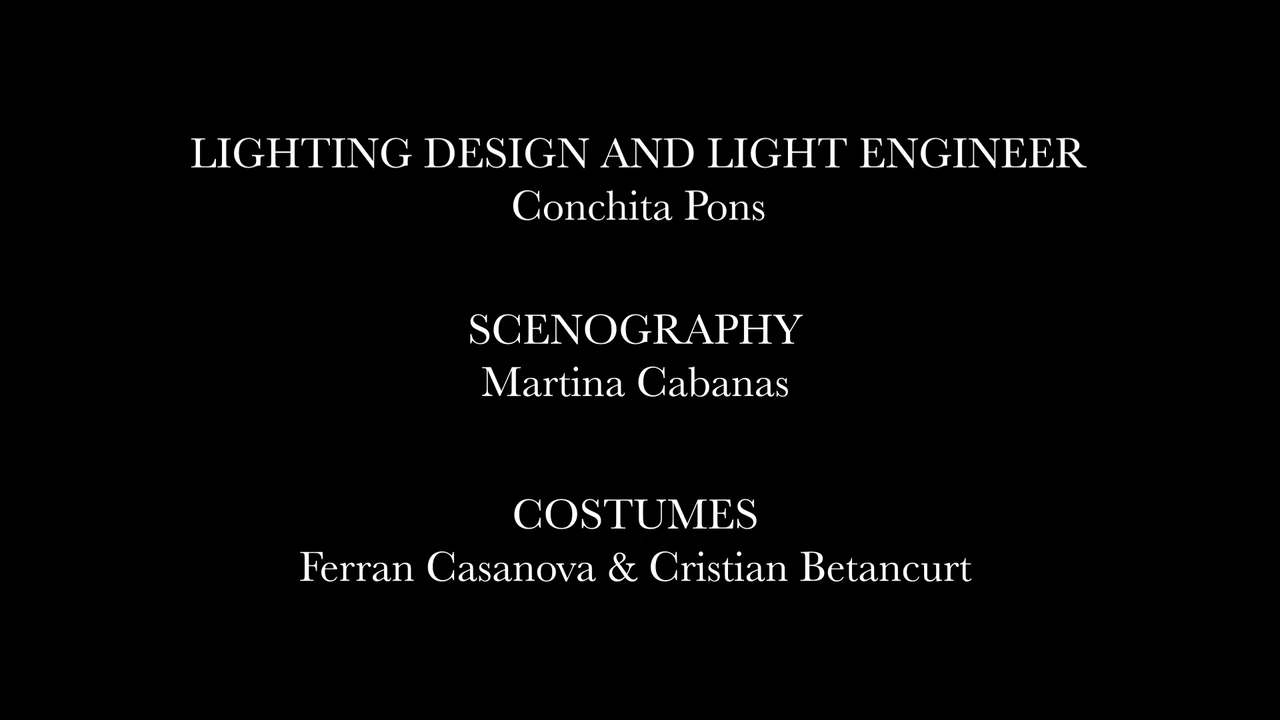 LIGHTING DESIGN AND LIGHT ENGINEER
Conchita Pons
SCENOGRAPHY
Martina Cabanas
COSTUMES
Ferran Casanova & Cristian Betancurt